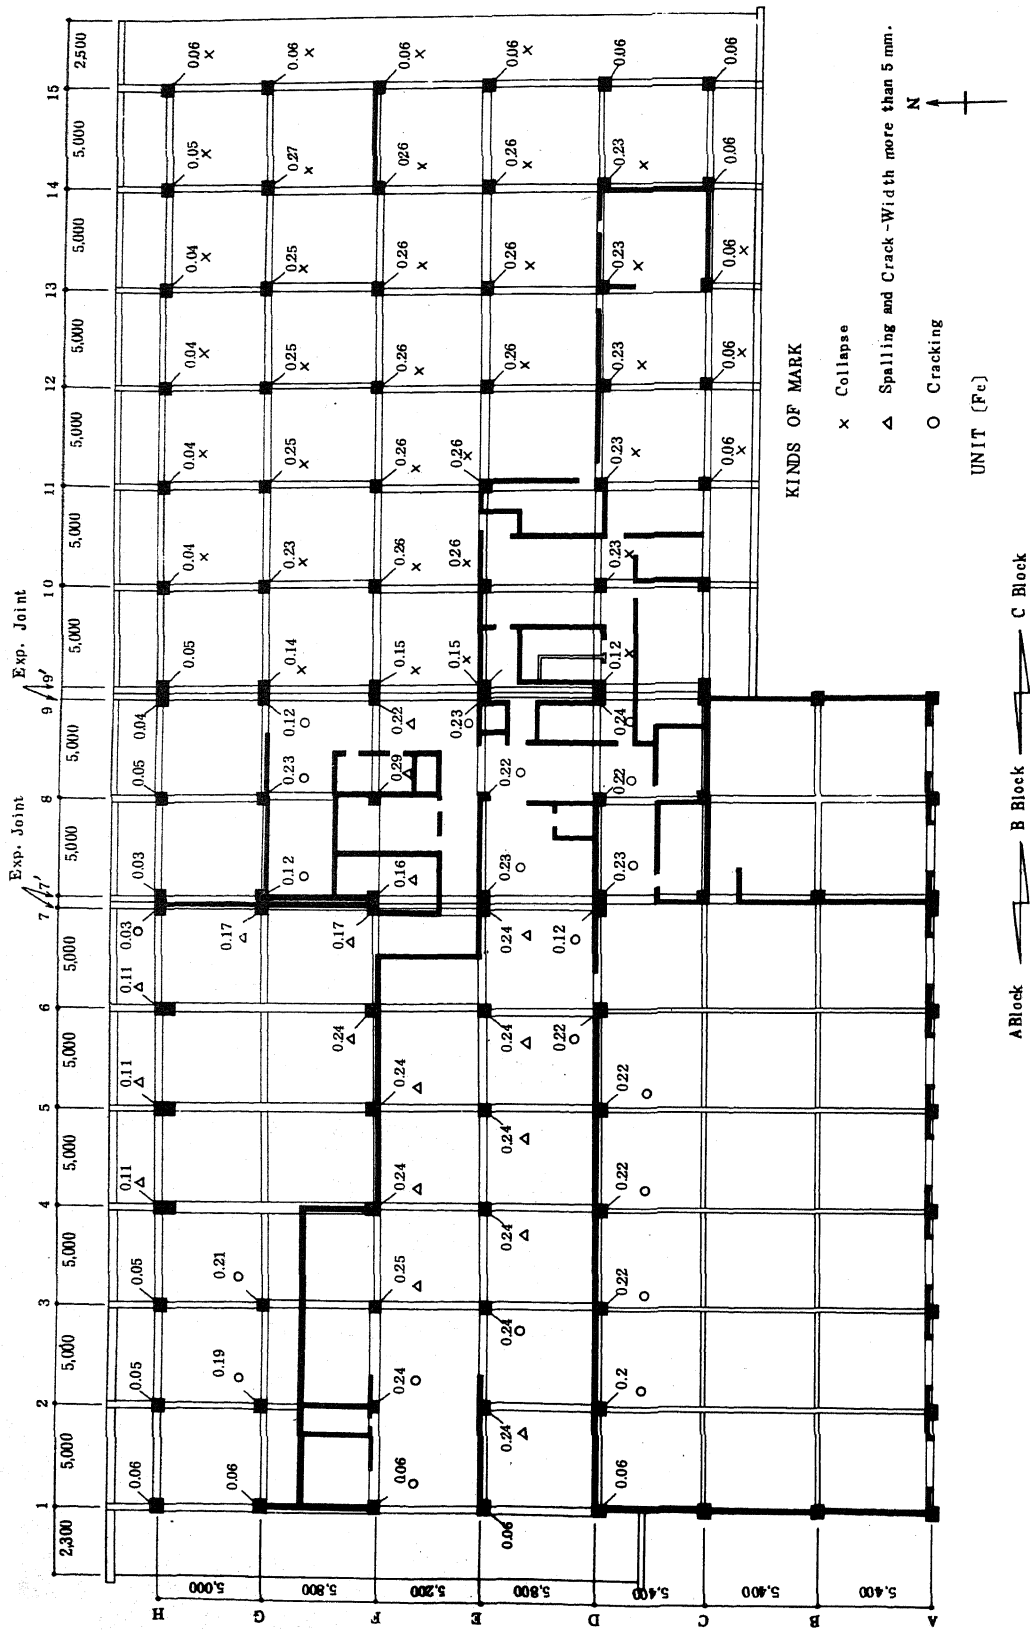 Exp. Joint
Exp. Joint
1 2 3 4 5 6 7 7' 8 9 9' 10 11 12 13 14 15
2,300 5,000 5,000 5,000 5,000 5,000 5,000 5,000 5,000 5,000 5,000 5,000 5,000 5,000 5,000 2,500
H
0.06 0.05 0.05 0.11 0.11 0.11 0.03 0.03 0.05 0.04 0.05 0.04 0.04 0.04 0.04 0.05 0.06
5,000
G
0.06 0.19 0.21 0.17 0.12 0.23 0.12 0.14 0.23 0.25 0.25 0.25 0.27 0.06
5,800
F
0.06 0.24 0.25 0.24 0.24 0.24 0.17 0.16 0.29 0.22 0.15 0.26 0.26 0.26 0.26 026 0.06
5,200
E
0.24 0.24 0.24 0.24 0.24 0.24 0.23 0.22 0.23 0.15 0.26 0.26 0.26 0.26 0.26 0.06
5,800
D
0.06 0.2 0.22 0.22 0.22 0.22 0.12 0.23 0.22 0.24 0.12 0.23 0.23 0.23 0.23 0.23 0.06
5,400
C
0.06 0.06 0.06 0.06 0.06
5,400
B
5,400
A
KINDS OF MARK
x Collapse
△ Spalling and Crack-Width more than 5 mm.
○ Cracking
UNIT (Fc)
N
A Block B Block C Block